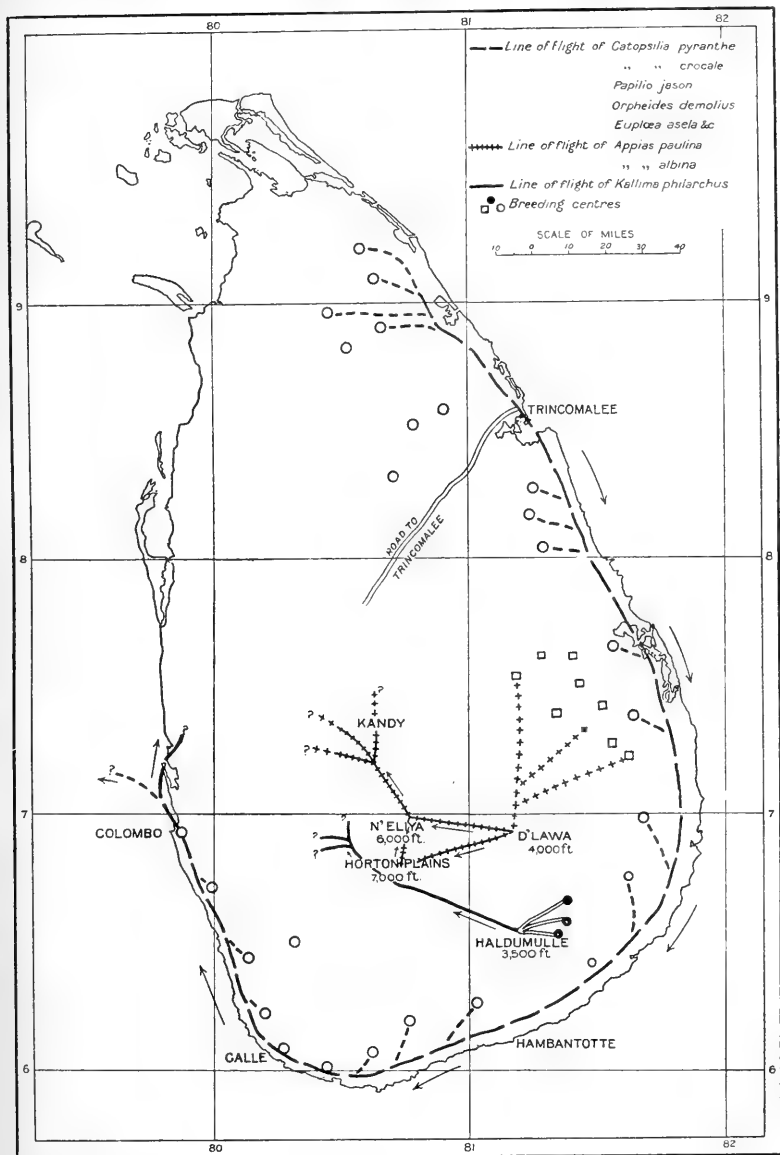 80 81 82
Line of flight of Catopsilia pyranthe
„ „ crocale
Papilio jason
Orpheides demolius
Euplœa asela &c
Line of flight of Appias paulina
„ „ albina
Line of flight of Kallima philarchus
Breeding centres
SCALE OF MILES
10 0 10 20 30 40
9 9
TRINCOMALEE
ROAD TO
TRINCOMALEE
8 8
?
KANDY
?
?
?
?
7 7
COLOMBO
N'ELIYA
6,000 ft.
D'LAWA
4,000 ft
?
?
?
HORTON PLAINS
7,000 ft.
HALDUMULLE
3,500 ft
HAMBANTOTTE
GALLE
6 6
80 81 82